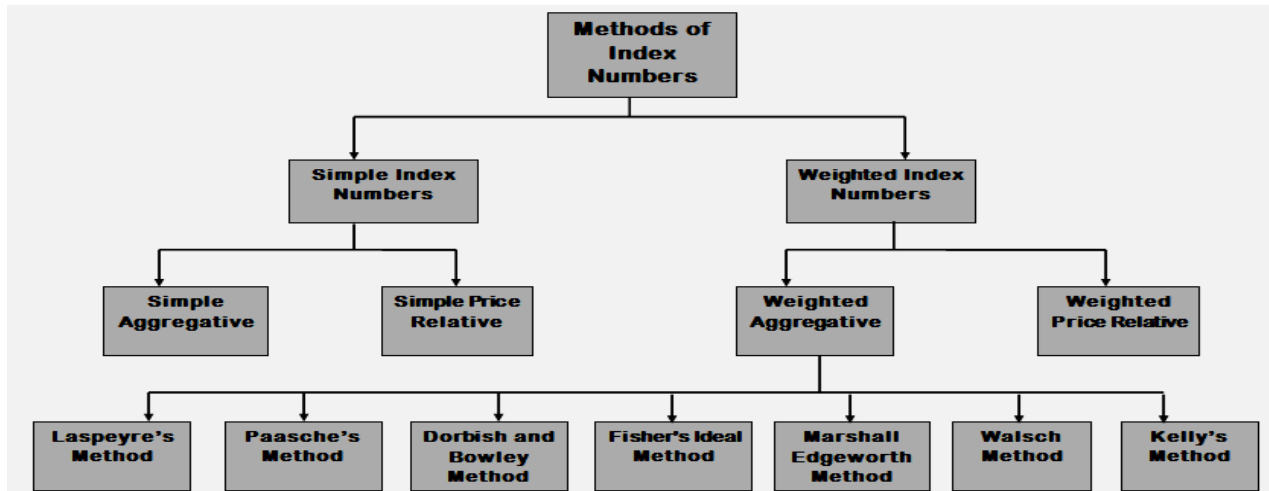 Methods of
Index
Numbers
Simple Index
Numbers
Weighted Index
Numbers
Simple
Aggregative
Simple Price
Relative
Weighted
Aggregative
Weighted
Price Relative
Laspeyre's
Method
Paasche's
Method
Dorbish and
Bowley
Method
Fisher's Ideal
Method
Marshall
Edgeworth
Method
Walsch
Method
Kelly's
Method